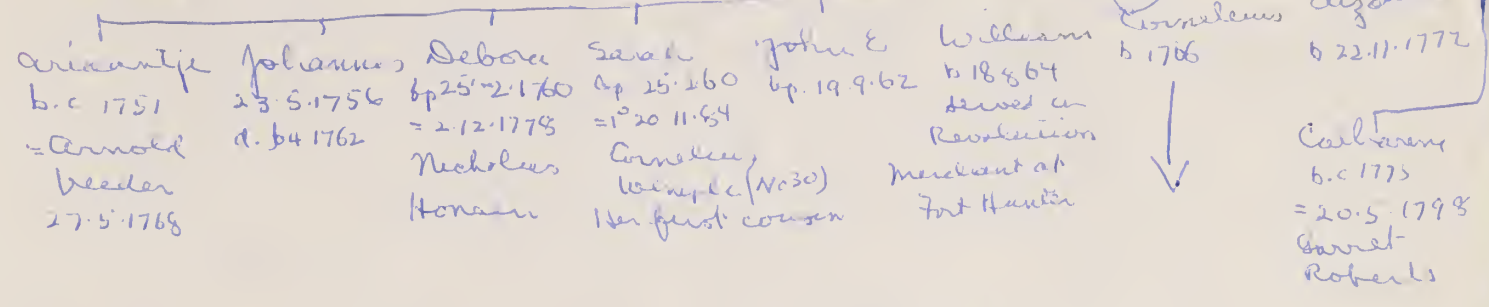 Ariaantje
b.c 1751
= Arnold
Veeder
27.5.1768
Johannes
23.5.1756
d. b4 1762
Debora
bp 25-2.1760
= 2.12.1778
Nicholas
Sarah
bp 25.2.60
=1° 20 11.84
Cornelius
Wemple (No 30)
Her first cousin
John E
bp. 19.9.62
William
b 18 8 64
served in
Revolution
Merchant at
Fort Hunter
Cornelius
b 1766
b 22.11.1772
Catharene
b.c 1775
= 20.5.1798
Garret
Roberts